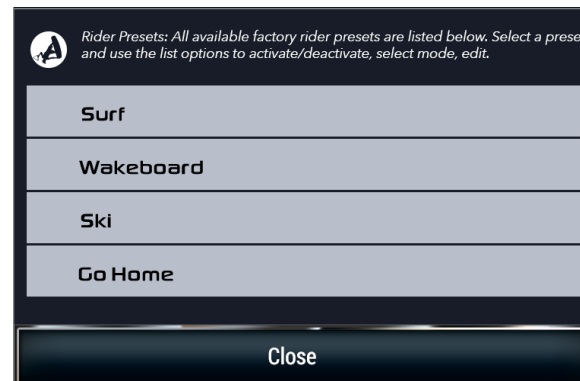 Rider Presets: All available factory rider presets are listed below. Select a prese
and use the list options to activate/deactivate, select mode, edit.
Surf
Wakeboard
Ski
Go Home
Close